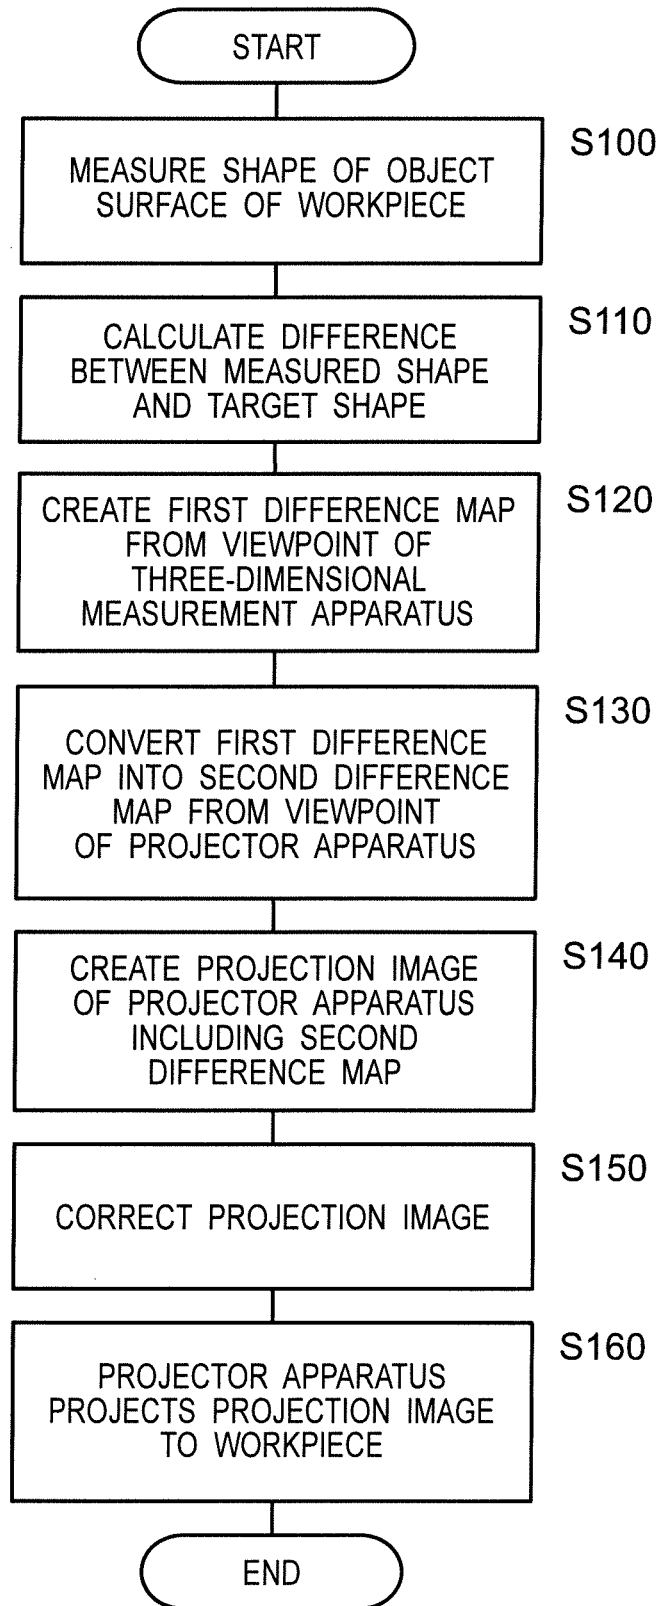 START
S100
MEASURE SHAPE OF OBJECT
SURFACE OF WORKPIECE
S110
CALCULATE DIFFERENCE
BETWEEN MEASURED SHAPE
AND TARGET SHAPE
S120
CREATE FIRST DIFFERENCE MAP
FROM VIEWPOINT OF
THREE-DIMENSIONAL
MEASUREMENT APPARATUS
S130
CONVERT FIRST DIFFERENCE
MAP INTO SECOND DIFFERENCE
MAP FROM VIEWPOINT
OF PROJECTOR APPARATUS
S140
CREATE PROJECTION IMAGE
OF PROJECTOR APPARATUS
INCLUDING SECOND
DIFFERENCE MAP
S150
CORRECT PROJECTION IMAGE
S160
PROJECTOR APPARATUS
PROJECTS PROJECTION IMAGE
TO WORKPIECE
END